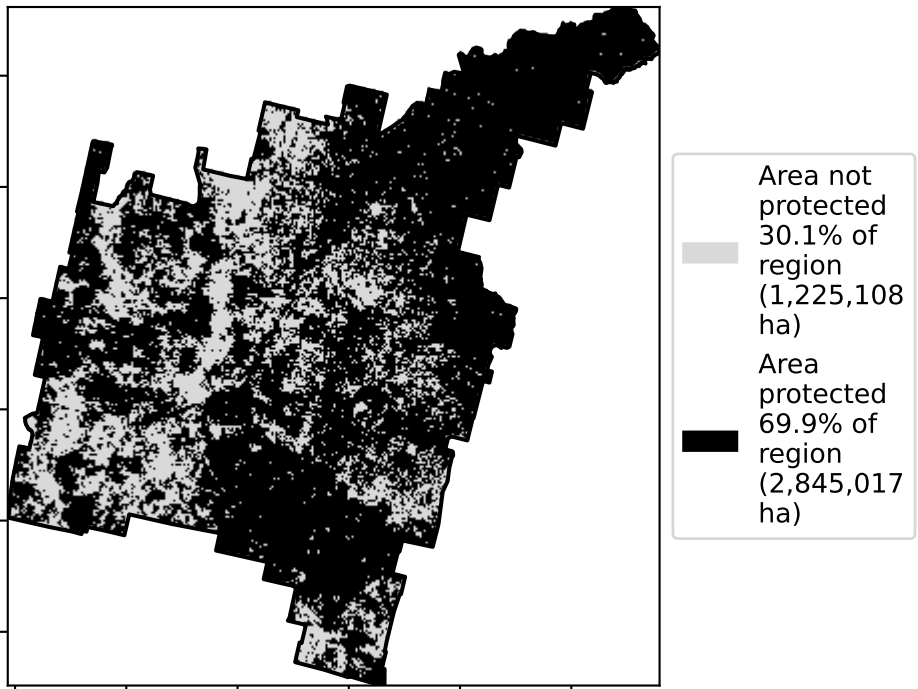 Area not
protected
30.1% of
region
(1,225,108
ha)
Area
protected
69.9% of
region
(2,845,017
ha)